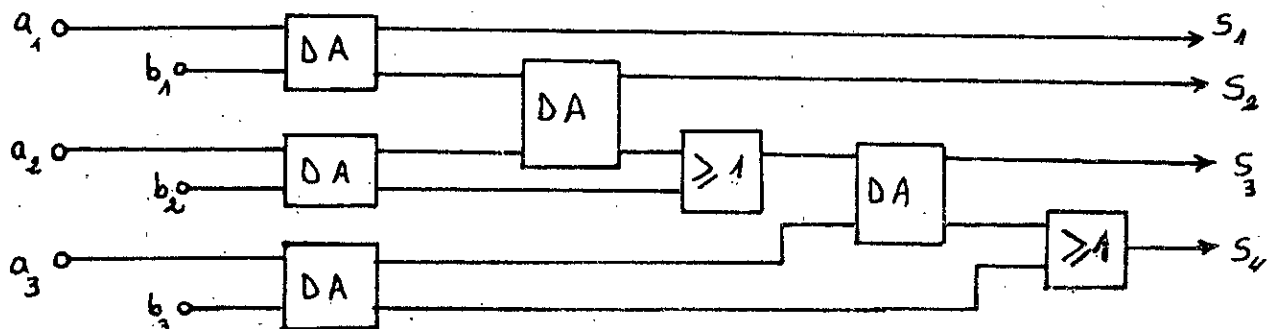 a₁
DA
S₁
b₁
DA
S₂
a₂
DA
b₂
≥1
DA
S₃
a₃
DA
≥1
S₄
b₃